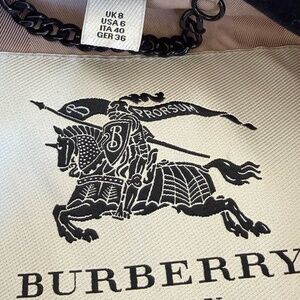 UK 8
USA 6
ITA 40
GER 36
B PRORSUM
B
BURBERRY